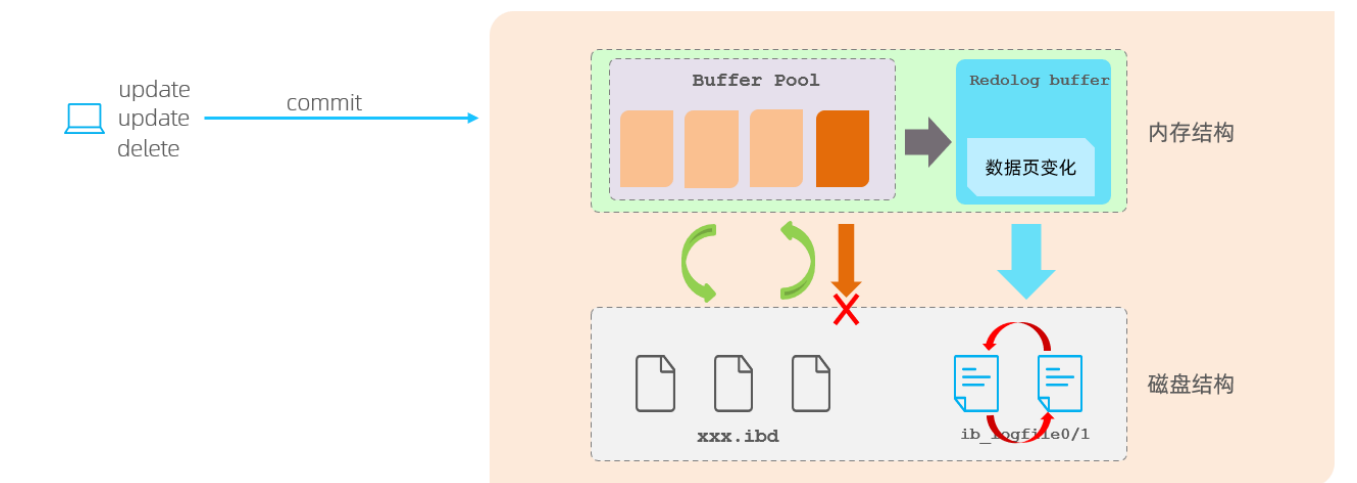 update
update
delete
commit
Buffer Pool
Redolog buffer
数据页变化
内存结构
xxx.ibd
ib_logfile0/1
磁盘结构